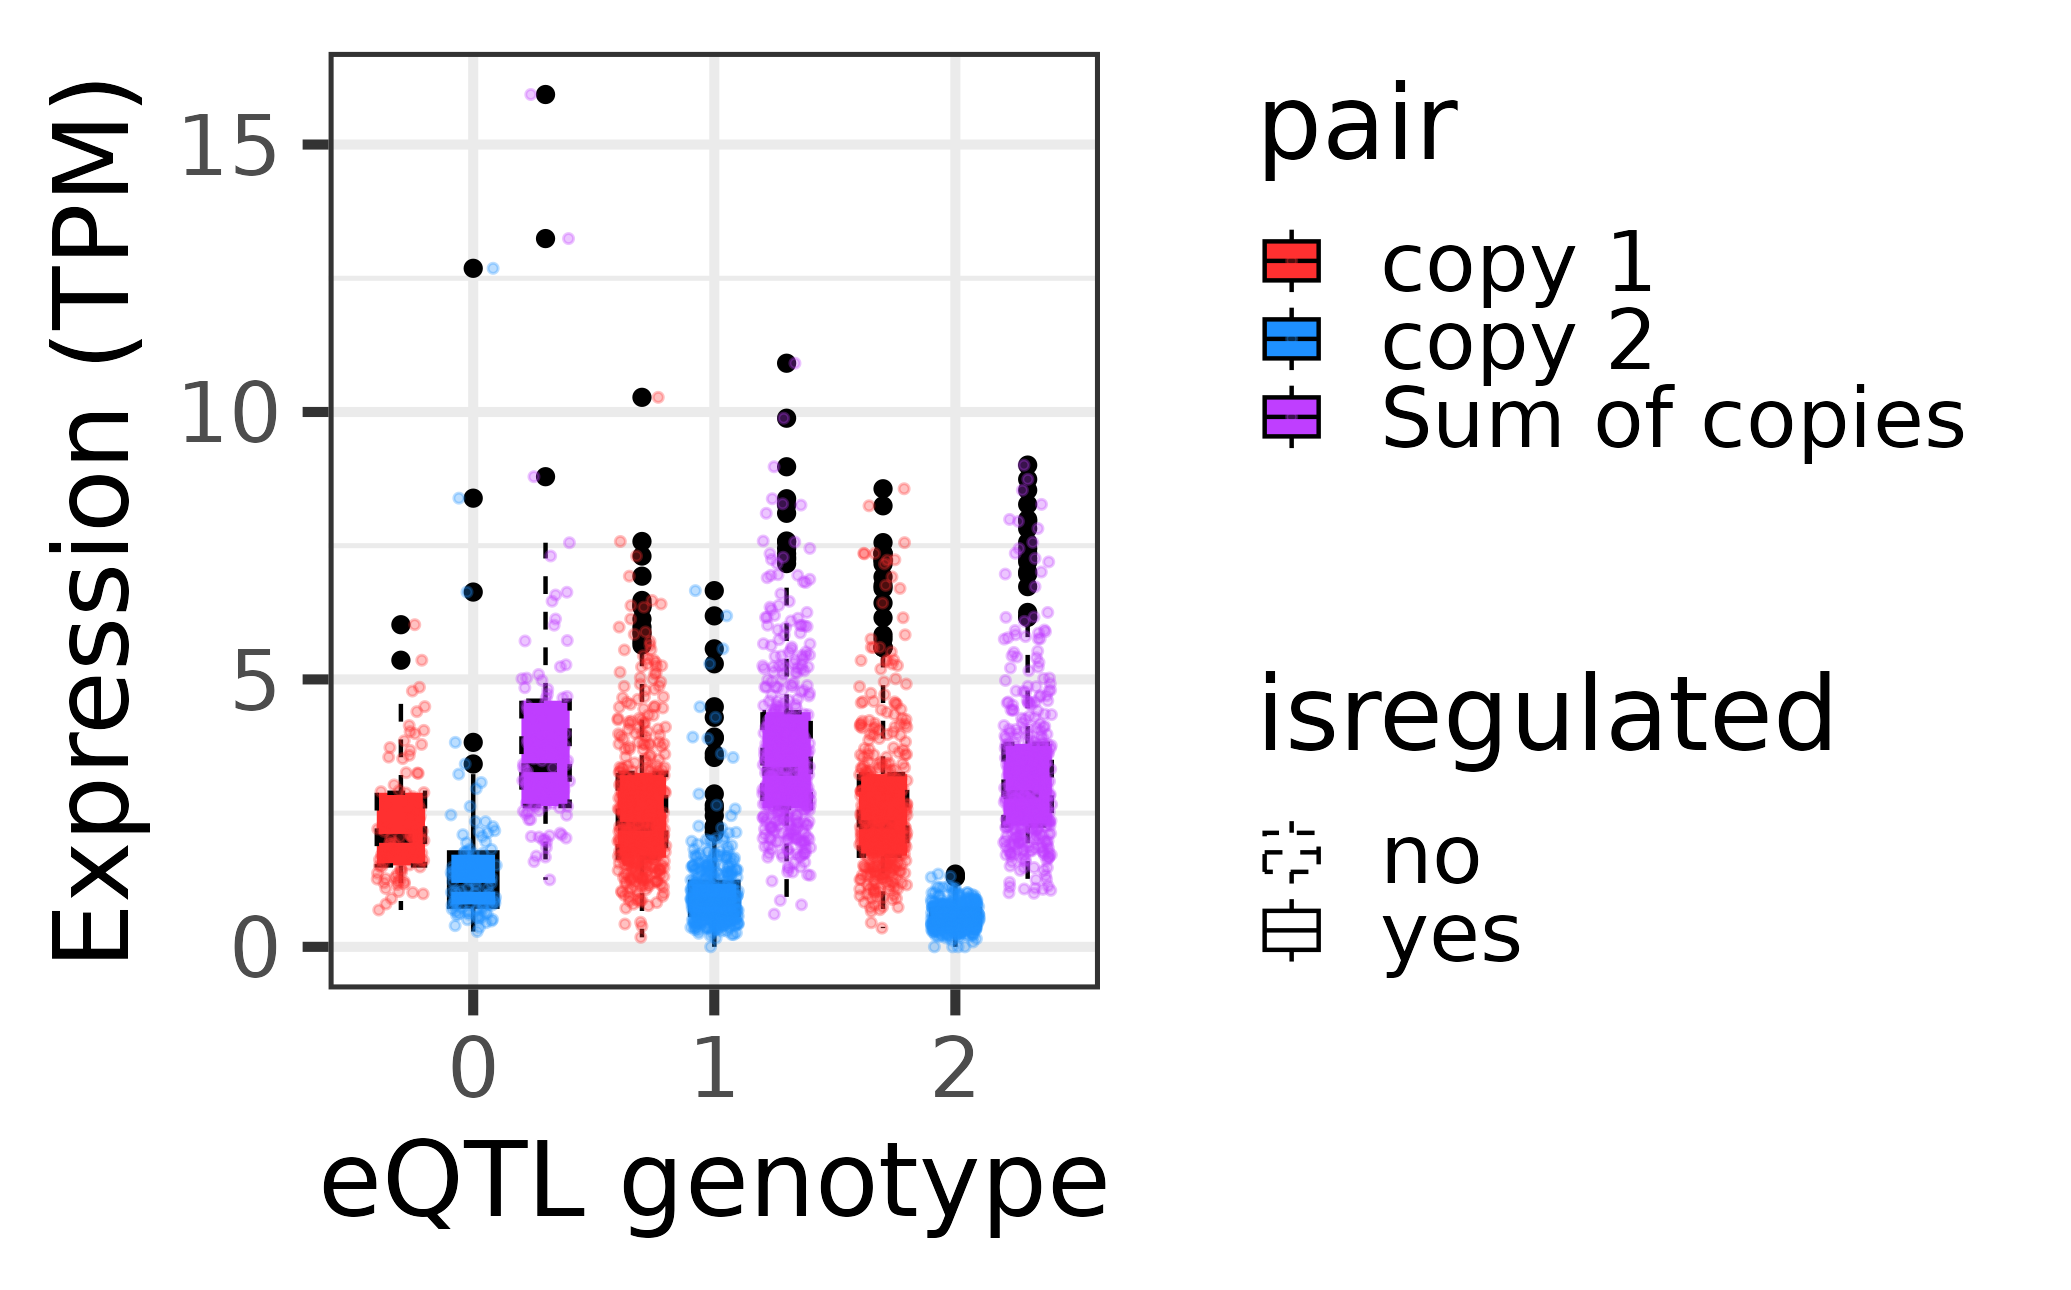 Expression (TPM)
15
10
5
0
0 1 2
eQTL genotype
pair
copy 1
copy 2
Sum of copies
isregulated
no
yes